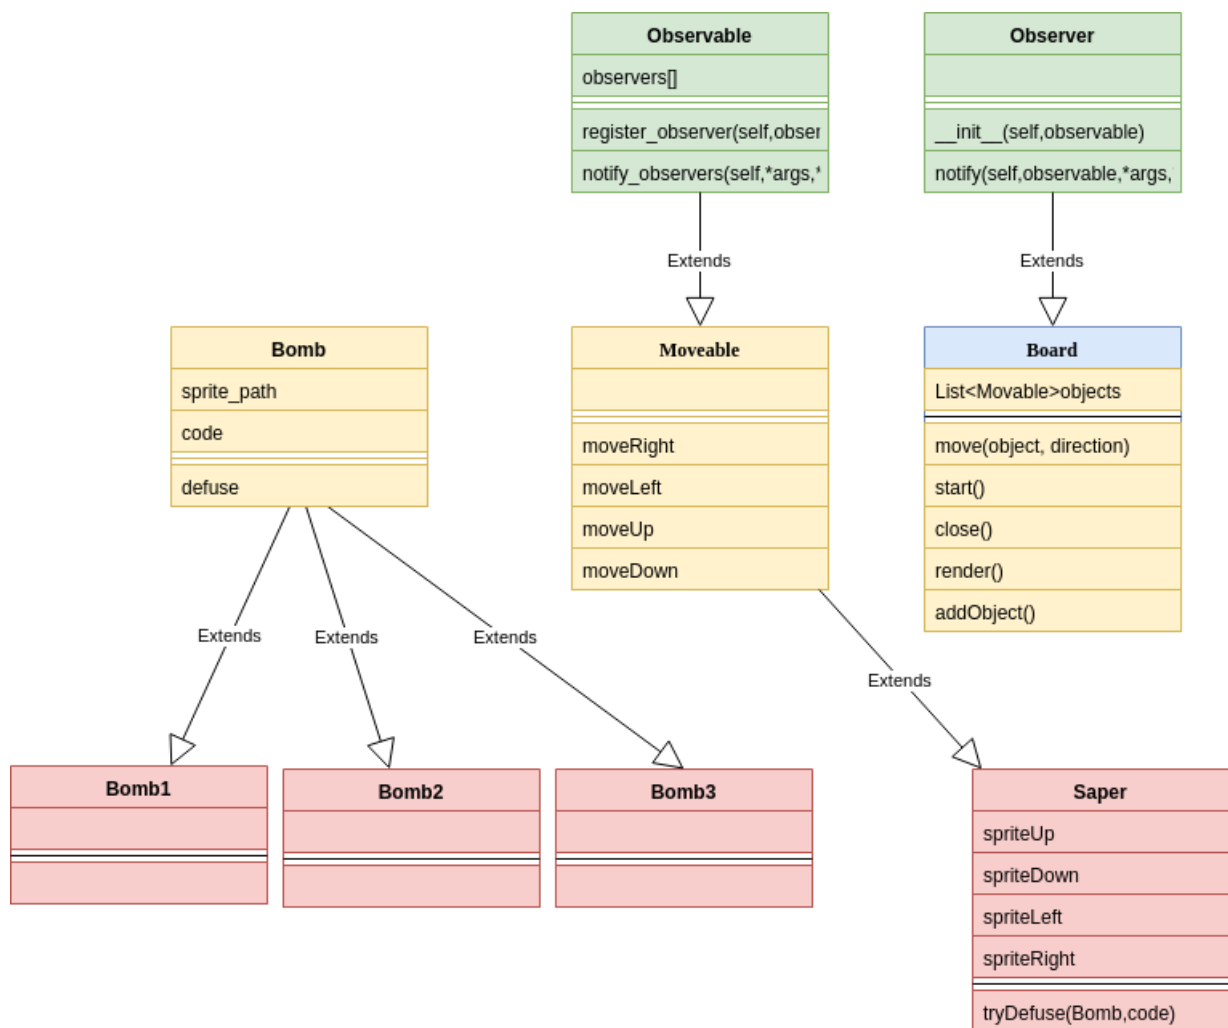 Observable
observers[]
register_observer(self,obser
notify_observers(self,*args,*
Observer
__init__(self,observable)
notify(self,observable,*args,
Extends
Extends
Bomb
sprite_path
code
defuse
Moveable
moveRight
moveLeft
moveUp
moveDown
Board
List<Movable>objects
move(object, direction)
start()
close()
render()
addObject()
Extends
Extends
Extends
Extends
Bomb1
Bomb2
Bomb3
Saper
spriteUp
spriteDown
spriteLeft
spriteRight
tryDefuse(Bomb,code)